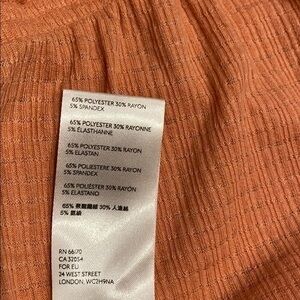 65% POLYESTER 30% RAYON
5% SPANDEX
65% POLYESTER 30% RAYONNE
5% ELASTHANNE
65% POLYESTER 30% RAYON
5% ELASTAN
65% POLIESTERE 30% RAYON
5% SPANDEX
65% POLIÉSTER 30% RAYON
5% ELASTANO
65% 聚酯纖維 30% 人造絲
5% 氨綸
RN 66170
CA 32054
FOR EU
24 WEST STREET
LONDON, WC2H9NA